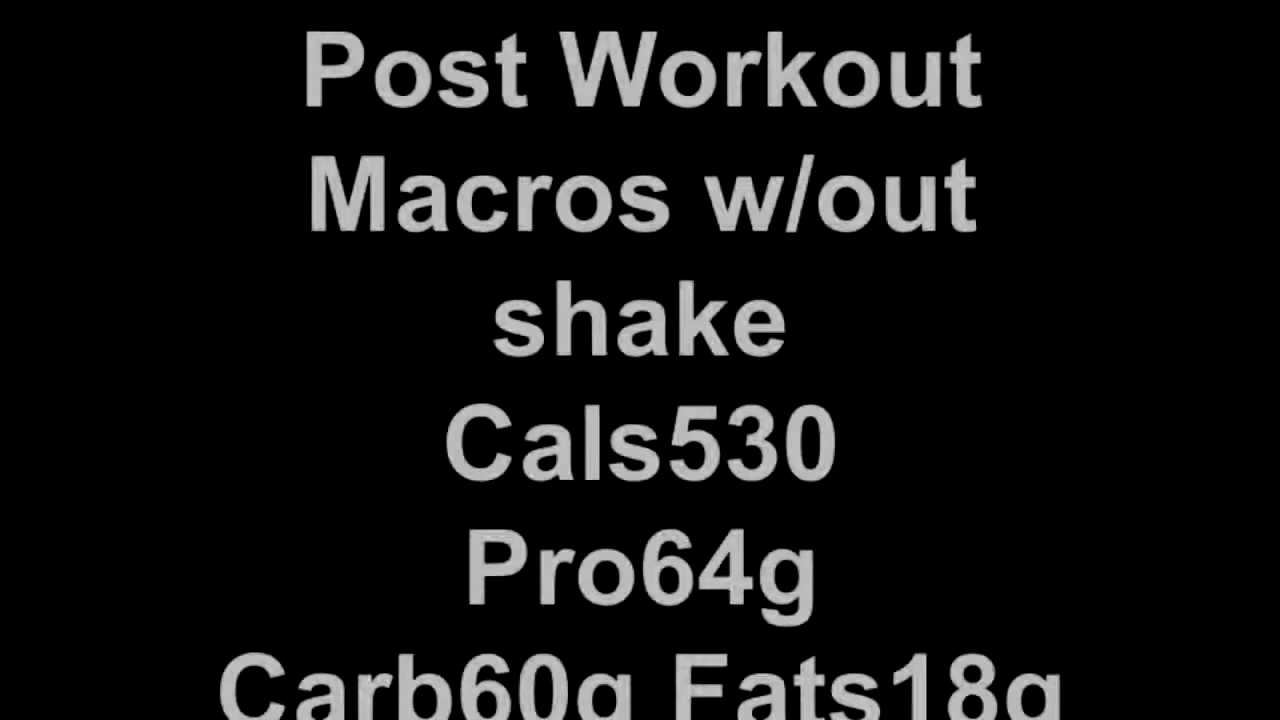 Post Workout
Macros w/out
shake
Cals530
Pro64g
Carb60g Fats18g